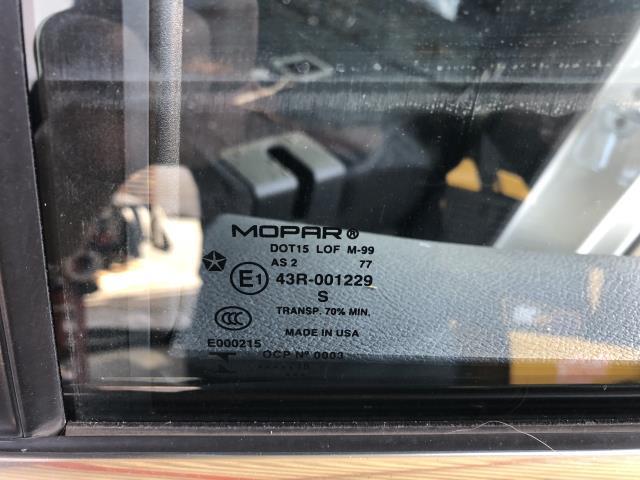 MOPAR®
DOT15 LOF M-99
AS 2 77
E1 43R-001229
S
TRANSP. 70% MIN.
CCC
MADE IN USA
E000215
OCP Nº 0003